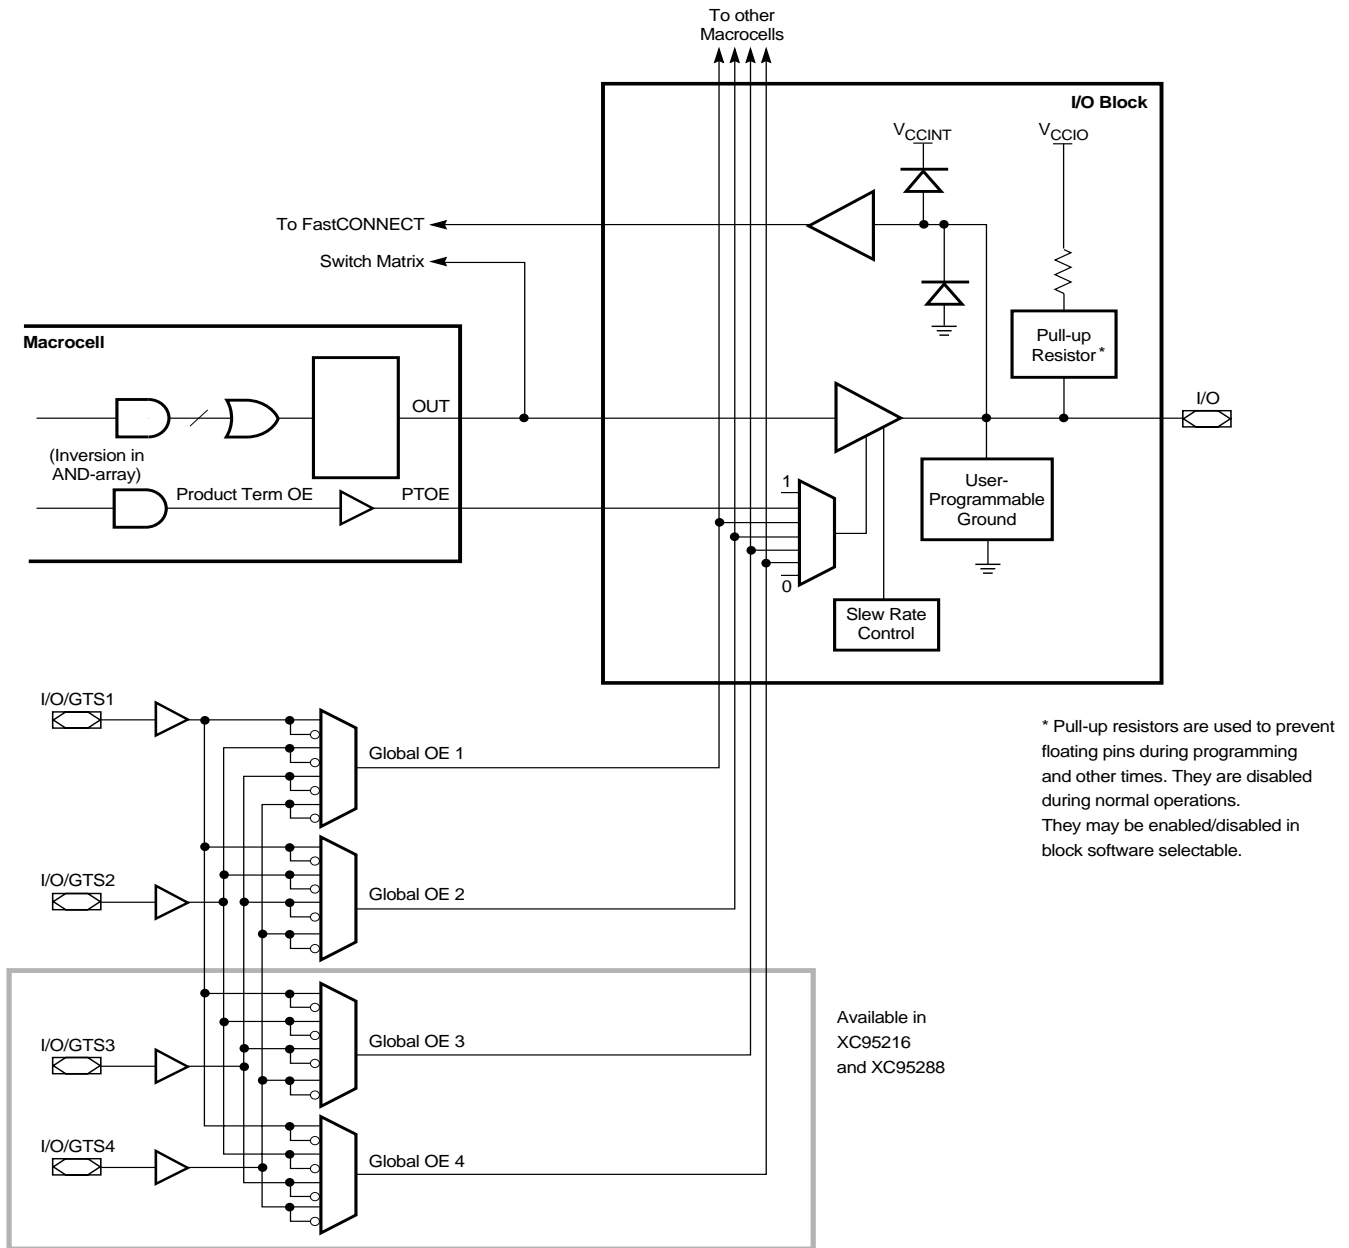 To other
Macrocells
I/O Block
VCCINT
VCCIO
To FastCONNECT
Switch Matrix
Macrocell
Pull-up
Resistor *
I/O
OUT
(Inversion in
AND-array)
Product Term OE
PTOE
1
0
User-
Programmable
Ground
Slew Rate
Control
I/O/GTS1
Global OE 1
* Pull-up resistors are used to prevent
floating pins during programming
and other times. They are disabled
during normal operations.
They may be enabled/disabled in
block software selectable.
I/O/GTS2
Global OE 2
I/O/GTS3
Global OE 3
Available in
XC95216
and XC95288
I/O/GTS4
Global OE 4